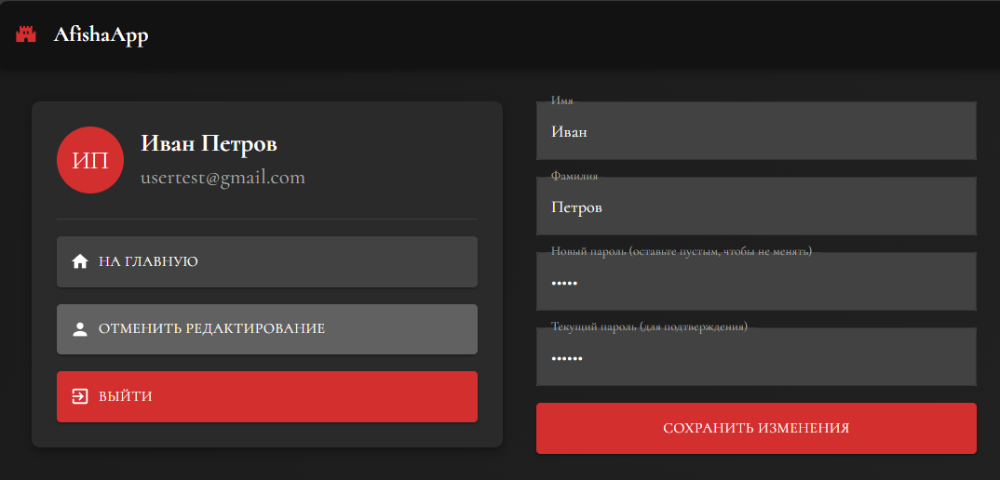 AfishaApp
ИП
Иван Петров
usertest@gmail.com
НА ГЛАВНУЮ
ОТМЕНИТЬ РЕДАКТИРОВАНИЕ
ВЫЙТИ
Имя
Иван
Фамилия
Петров
Новый пароль (оставьте пустым, чтобы не менять)
•••••
Текущий пароль (для подтверждения)
••••••
СОХРАНИТЬ ИЗМЕНЕНИЯ